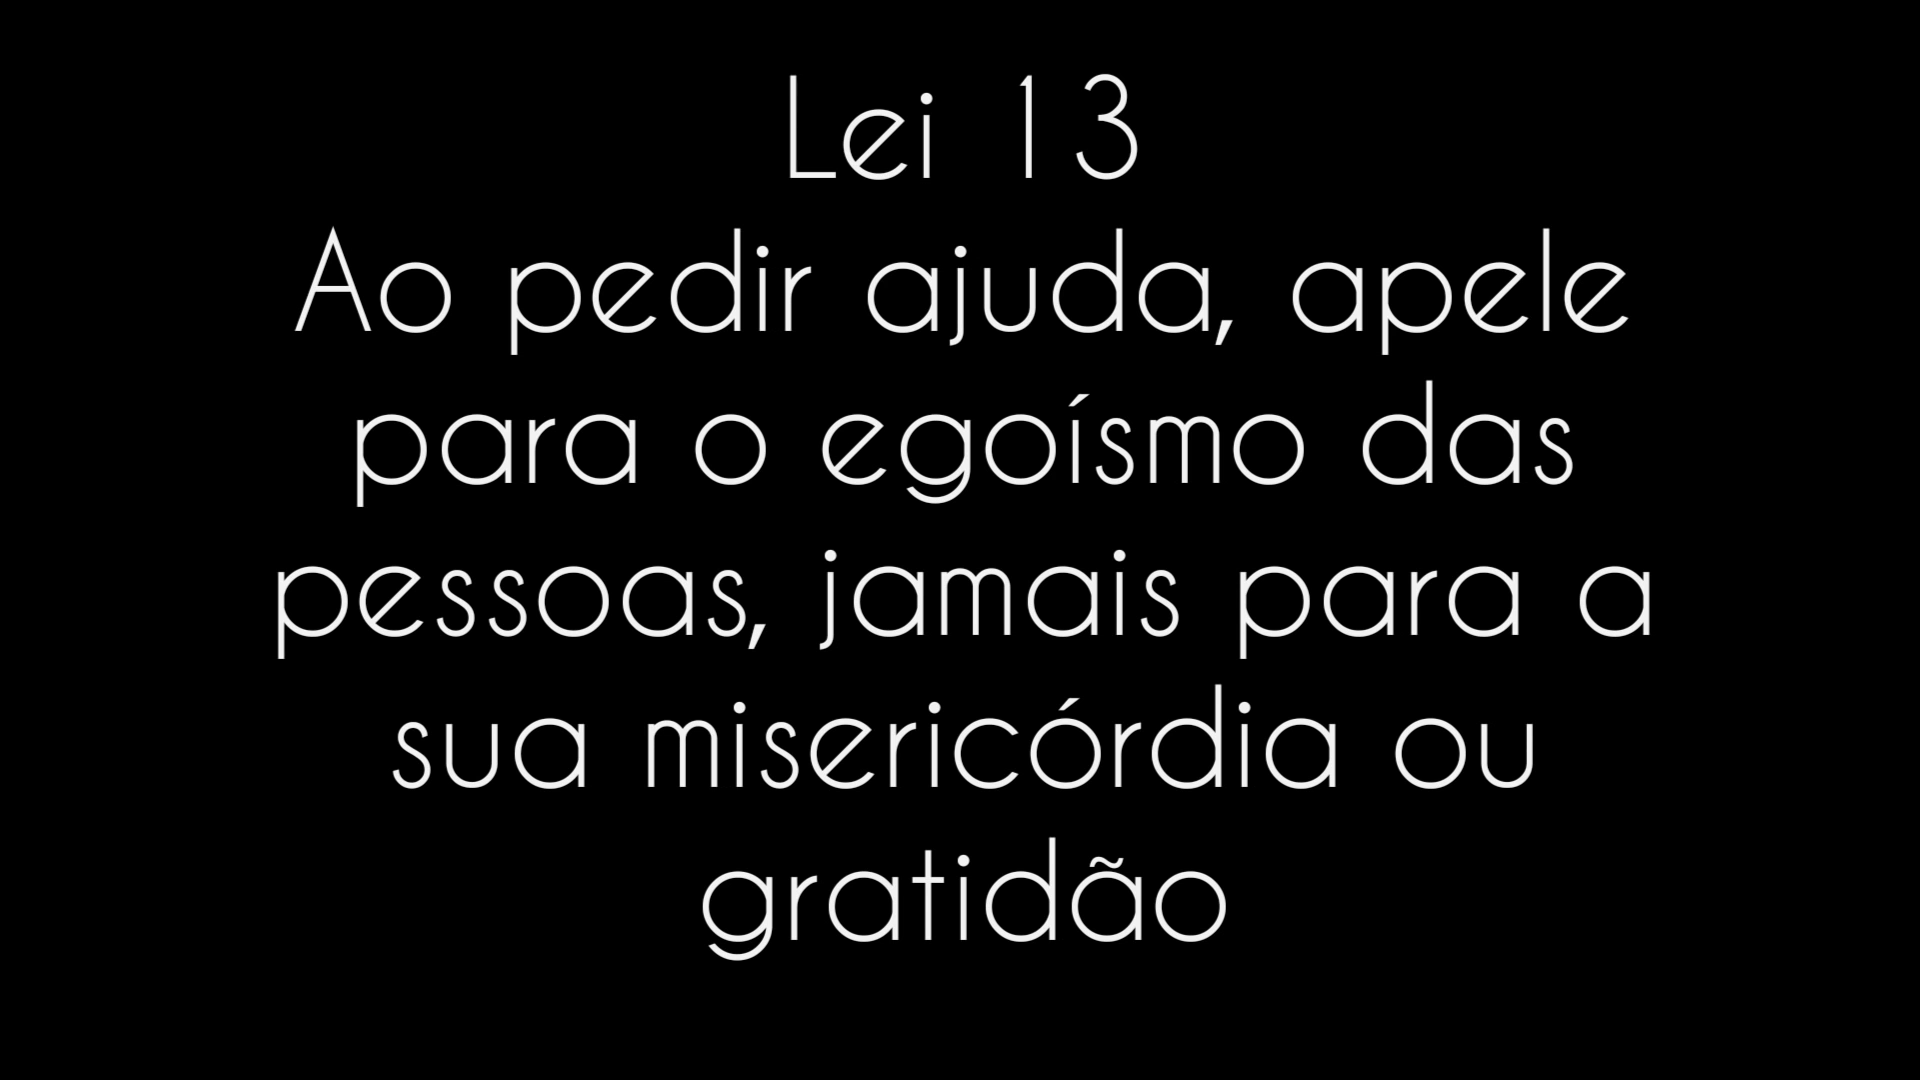 Lei 13
Ao pedir ajuda, apele
para o egoísmo das
pessoas, jamais para a
sua misericórdia ou
gratidão